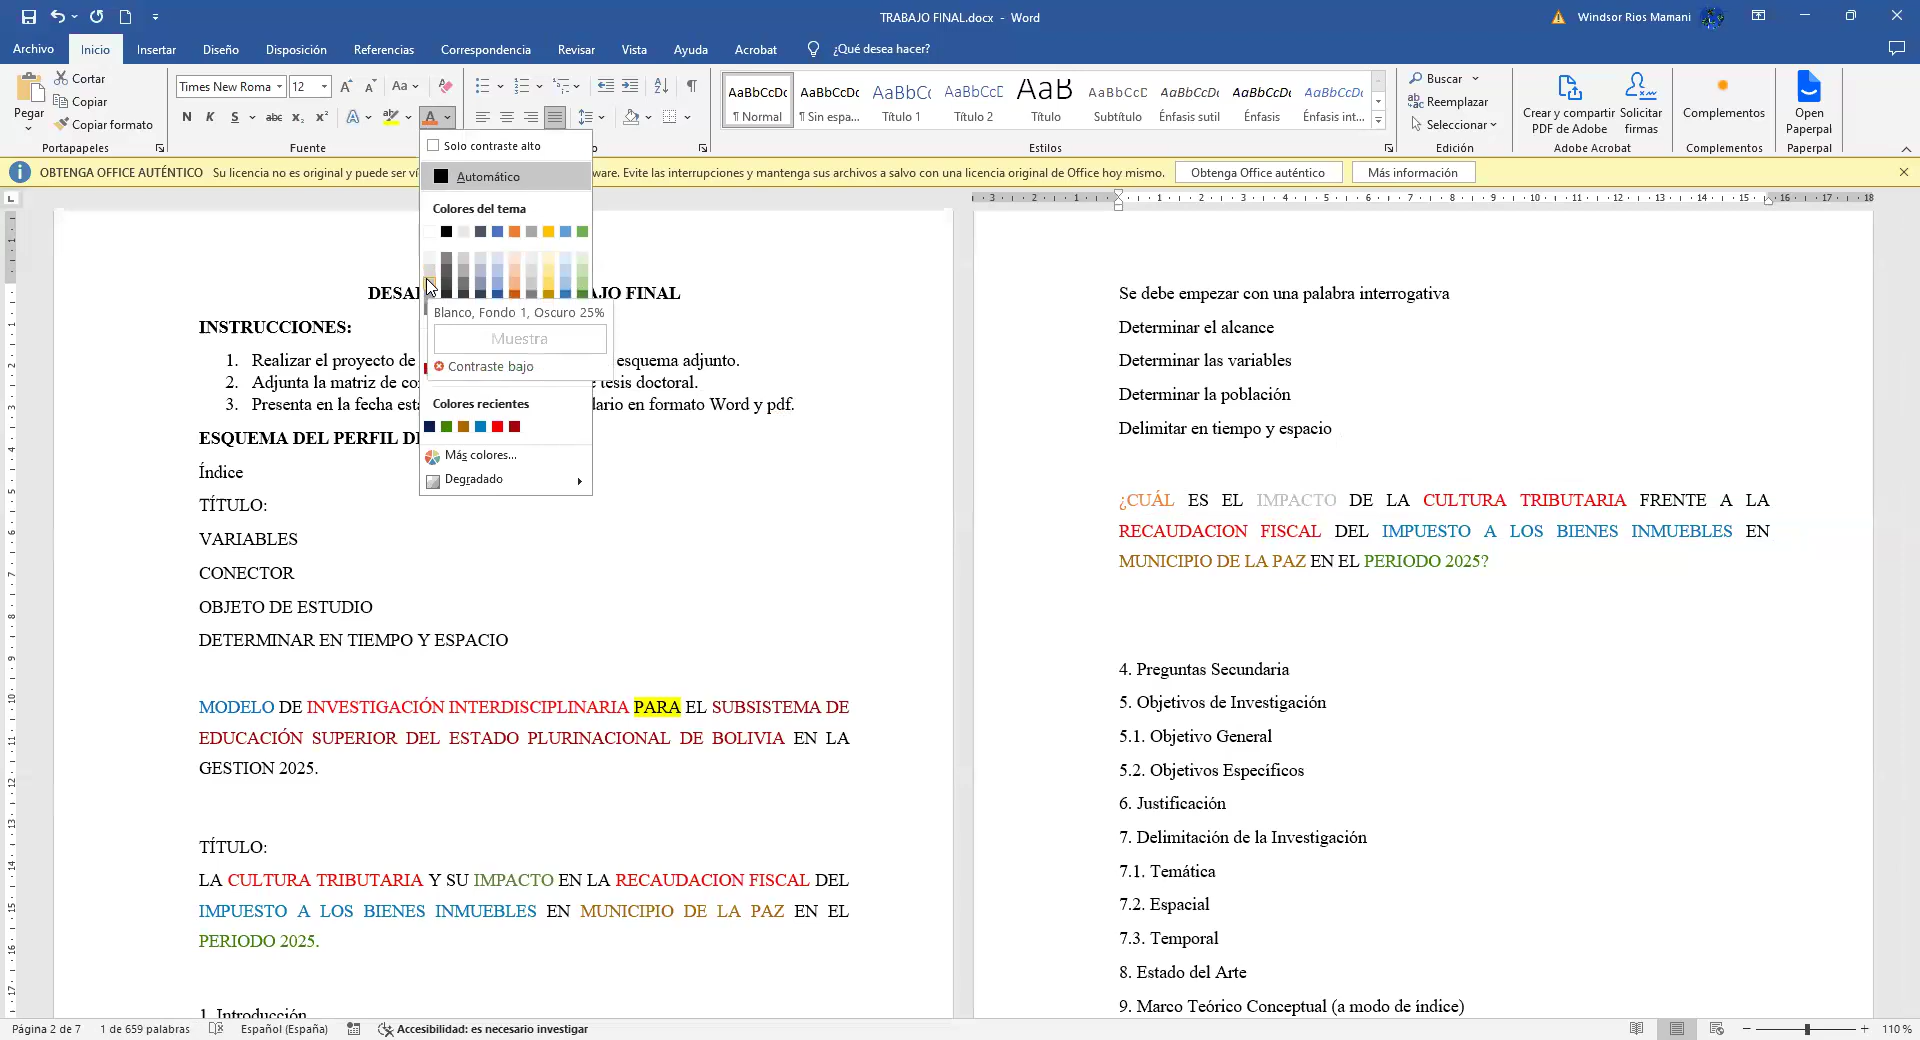 TRABAJO FINAL.docx - Word
Windsor Rios Mamani
Archivo Inicio Insertar Diseño Disposición Referencias Correspondencia Revisar Vista Ayuda Acrobat ¿Qué desea hacer?
Pegar
Cortar
Copiar
Copiar formato
Portapapeles
Times New Roma 12
Fuente
AaBbCcDc AaBbCcDc AaBbCc AaBbCcE AaB AaBbCcD AaBbCcDc AaBbCcDc AaBbCcDc
¶ Normal ¶ Sin espa... Título 1 Título 2 Título Subtítulo Énfasis sutil Énfasis Énfasis int...
Estilos
Buscar
Reemplazar
Seleccionar
Edición
Crear y compartir PDF de Adobe
Solicitar firmas
Adobe Acrobat
Complementos
Complementos
Open Paperpal
Paperpal
OBTENGA OFFICE AUTÉNTICO Su licencia no es original y puede ser ví
ware. Evite las interrupciones y mantenga sus archivos a salvo con una licencia original de Office hoy mismo.
Obtenga Office auténtico
Más información
Solo contraste alto
Automático
Colores del tema
Blanco, Fondo 1, Oscuro 25%
Muestra
Contraste bajo
Colores recientes
Más colores...
Degradado
DESA
AJO FINAL
INSTRUCCIONES:
1. Realizar el proyecto de
esquema adjunto.
2. Adjunta la matriz de co
e tesis doctoral.
3. Presenta en la fecha est
dario en formato Word y pdf.
ESQUEMA DEL PERFIL D
Índice
TÍTULO:
VARIABLES
CONECTOR
OBJETO DE ESTUDIO
DETERMINAR EN TIEMPO Y ESPACIO
MODELO DE INVESTIGACIÓN INTERDISCIPLINARIA PARA EL SUBSISTEMA DE
EDUCACIÓN SUPERIOR DEL ESTADO PLURINACIONAL DE BOLIVIA EN LA
GESTION 2025.
TÍTULO:
LA CULTURA TRIBUTARIA Y SU IMPACTO EN LA RECAUDACION FISCAL DEL
IMPUESTO A LOS BIENES INMUEBLES EN MUNICIPIO DE LA PAZ EN EL
PERIODO 2025.
1. Introducción
Se debe empezar con una palabra interrogativa
Determinar el alcance
Determinar las variables
Determinar la población
Delimitar en tiempo y espacio
¿CUÁL ES EL IMPACTO DE LA CULTURA TRIBUTARIA FRENTE A LA
RECAUDACION FISCAL DEL IMPUESTO A LOS BIENES INMUEBLES EN
MUNICIPIO DE LA PAZ EN EL PERIODO 2025?
4. Preguntas Secundaria
5. Objetivos de Investigación
5.1. Objetivo General
5.2. Objetivos Específicos
6. Justificación
7. Delimitación de la Investigación
7.1. Temática
7.2. Espacial
7.3. Temporal
8. Estado del Arte
9. Marco Teórico Conceptual (a modo de índice)
Página 2 de 7 1 de 659 palabras Español (España) Accesibilidad: es necesario investigar
110 %